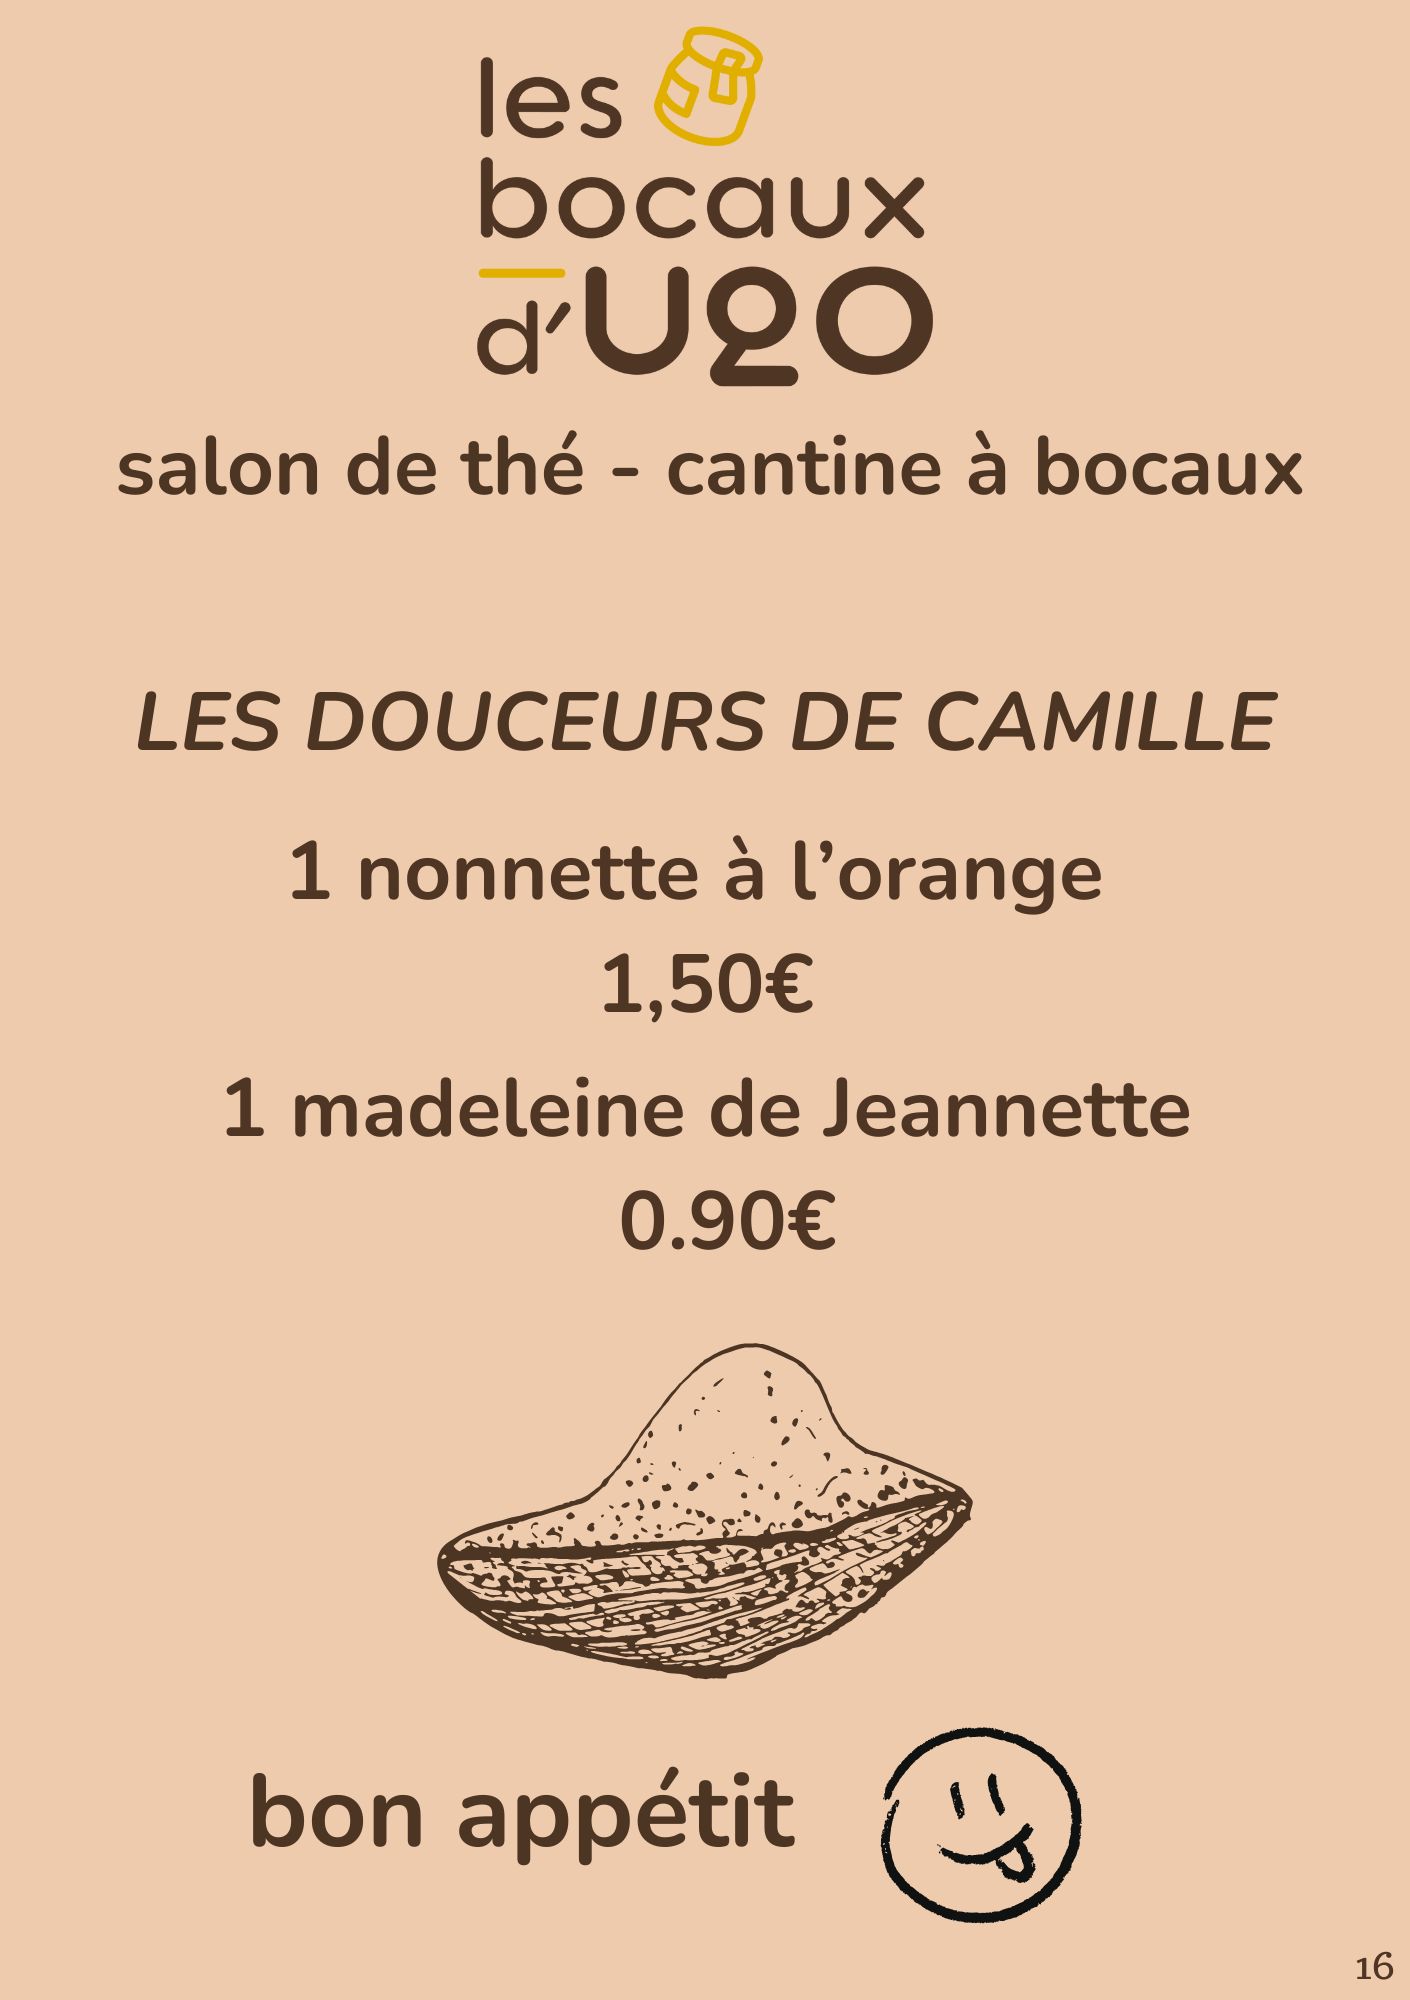 les
bocaux
d'UgO
salon de thé - cantine à bocaux
LES DOUCEURS DE CAMILLE
1 nonnette à l’orange
1,50€
1 madeleine de Jeannette
0.90€
bon appétit
16